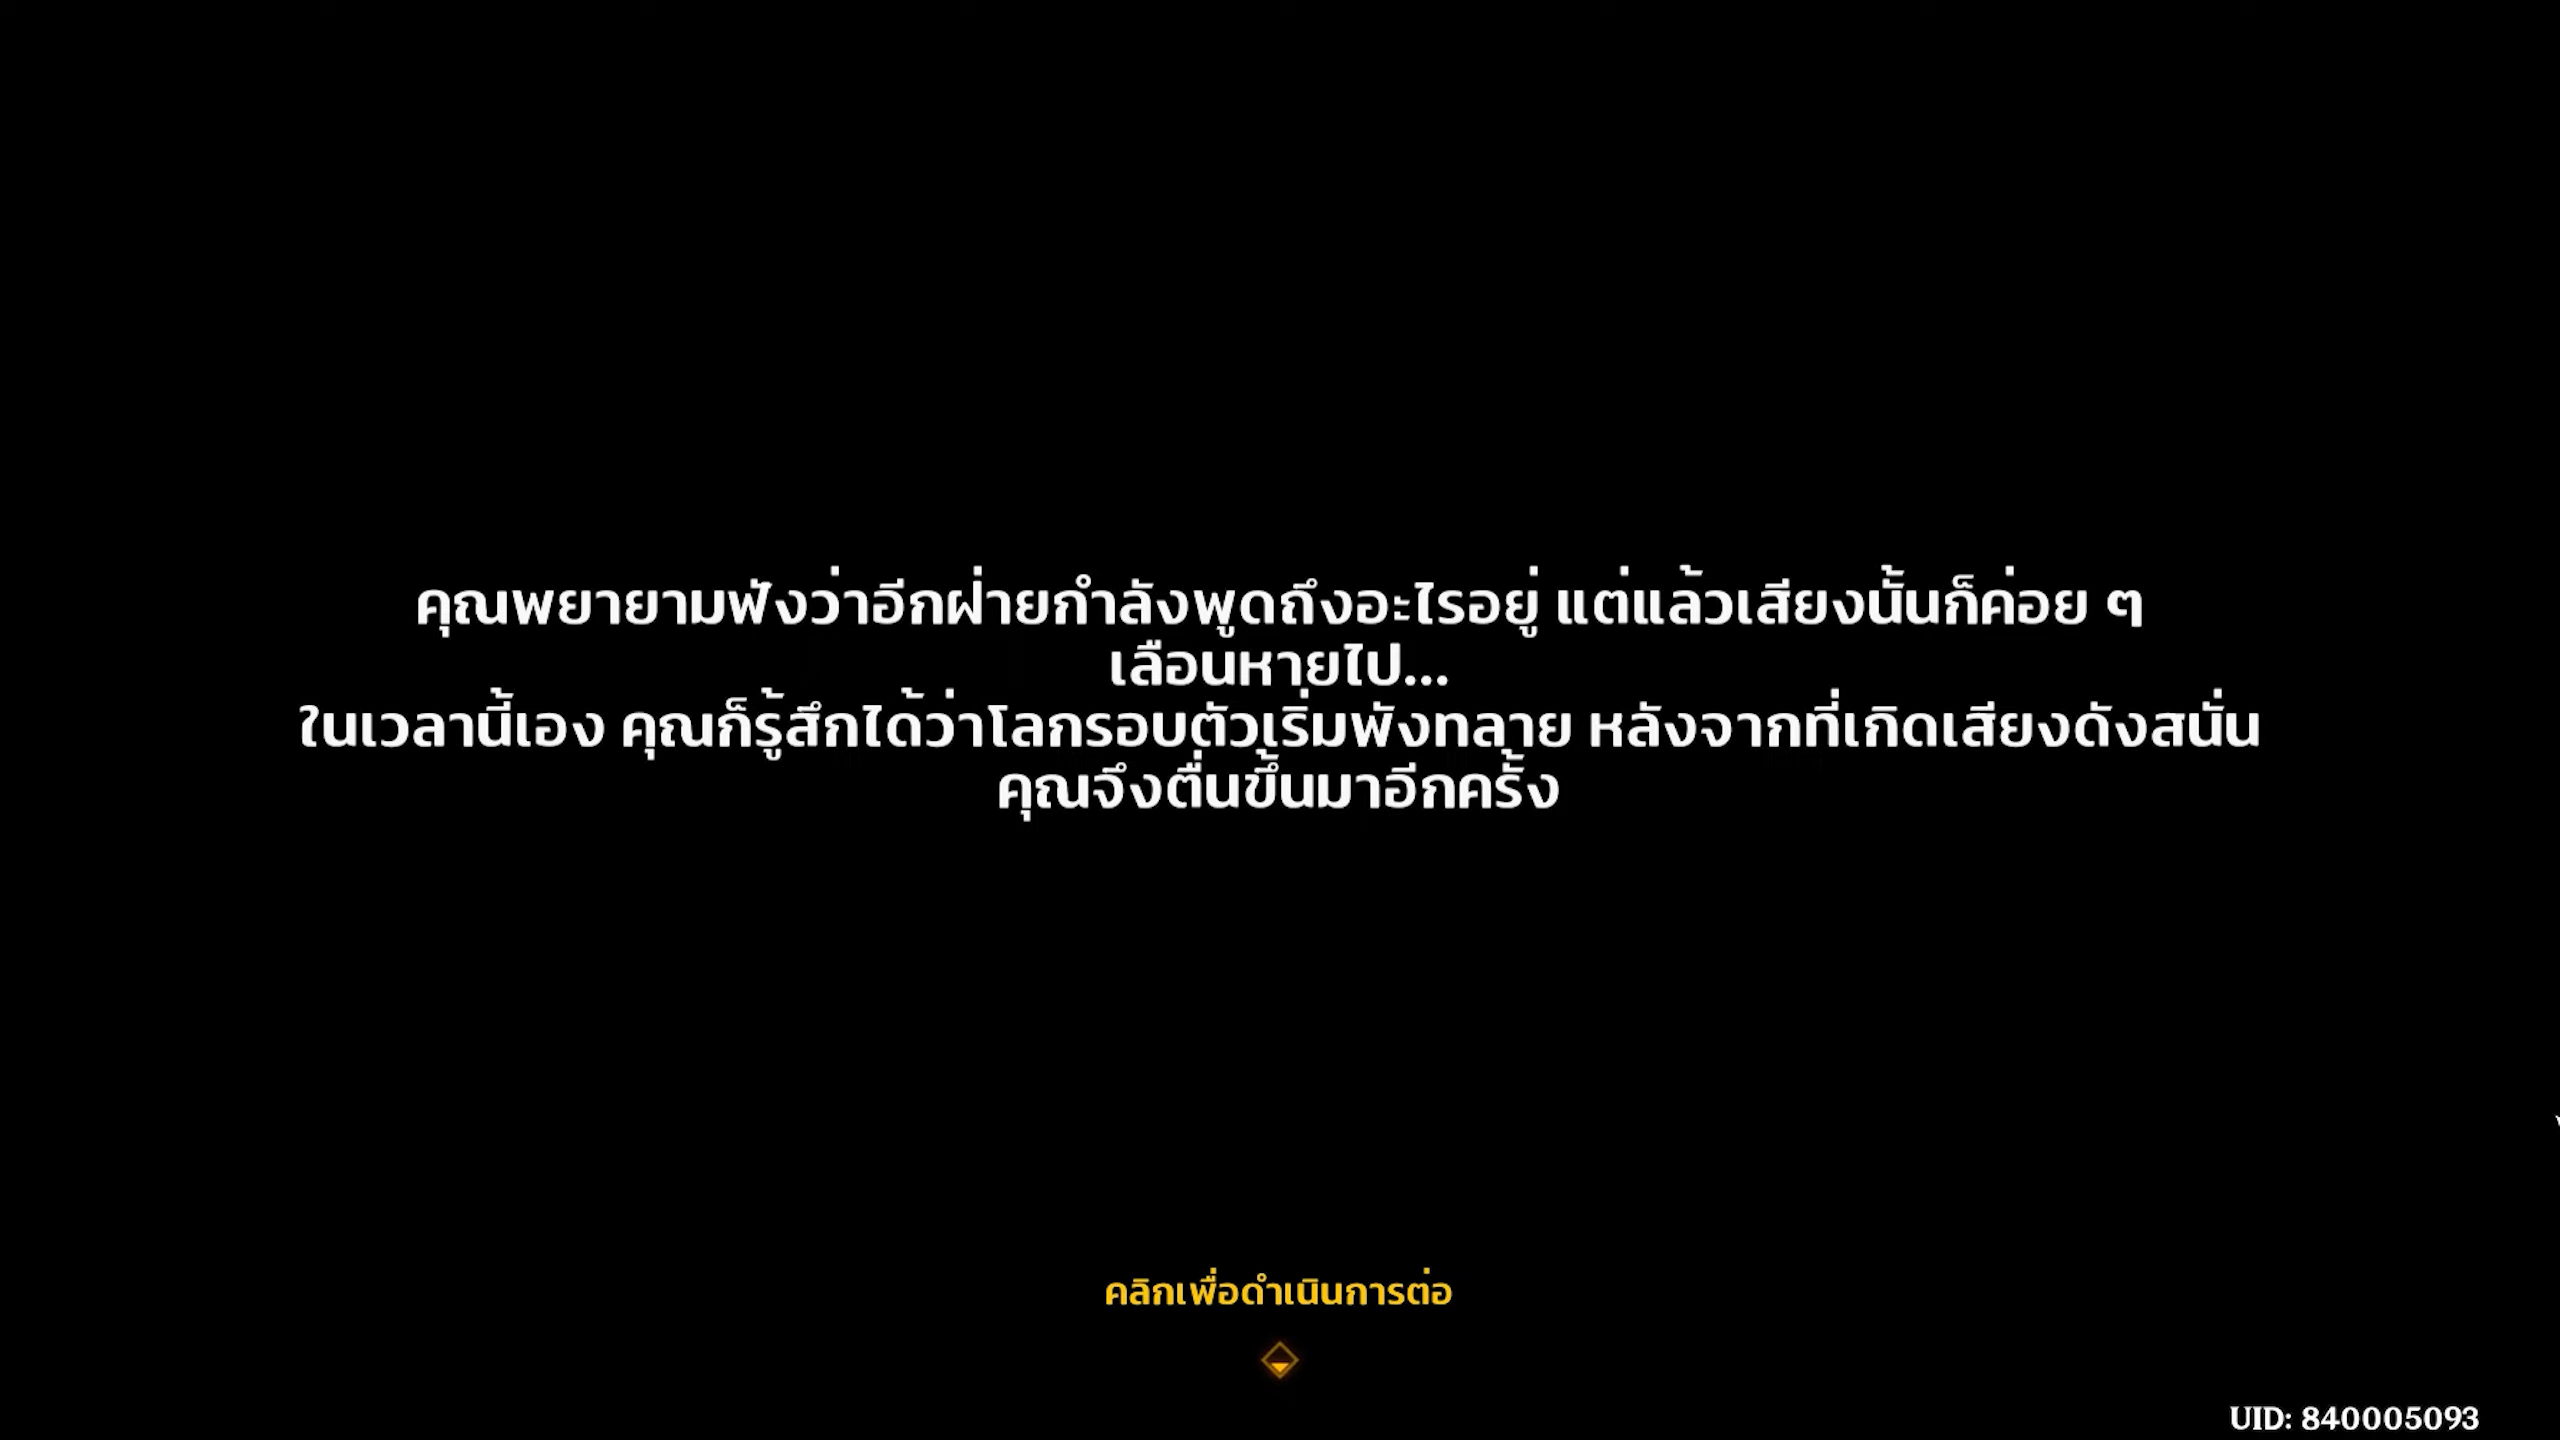 คุณพยายามฟังว่าอีกฝ่ายกำลังพูดถึงอะไรอยู่ แต่แล้วเสียงนั้นก็ค่อย ๆ
เลือนหายไป...
ในเวลานี้เอง คุณก็รู้สึกได้ว่าโลกรอบตัวเริ่มพังทลาย หลังจากที่เกิดเสียงดังสนั่น
คุณจึงตื่นขึ้นมาอีกครั้ง
คลิกเพื่อดำเนินการต่อ
UID: 840005093